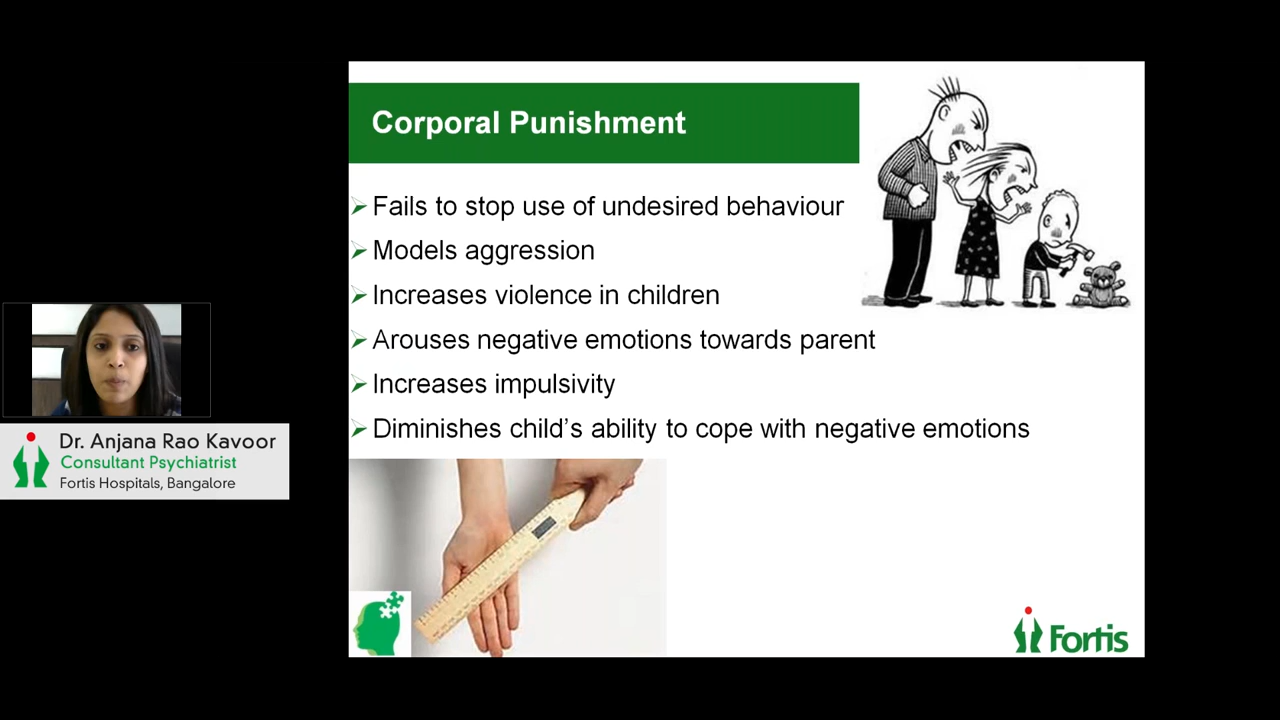 Corporal Punishment
Fails to stop use of undesired behaviour
Models aggression
Increases violence in children
Arouses negative emotions towards parent
Increases impulsivity
Diminishes child’s ability to cope with negative emotions
Dr. Anjana Rao Kavoor
Consultant Psychiatrist
Fortis Hospitals, Bangalore
Fortis